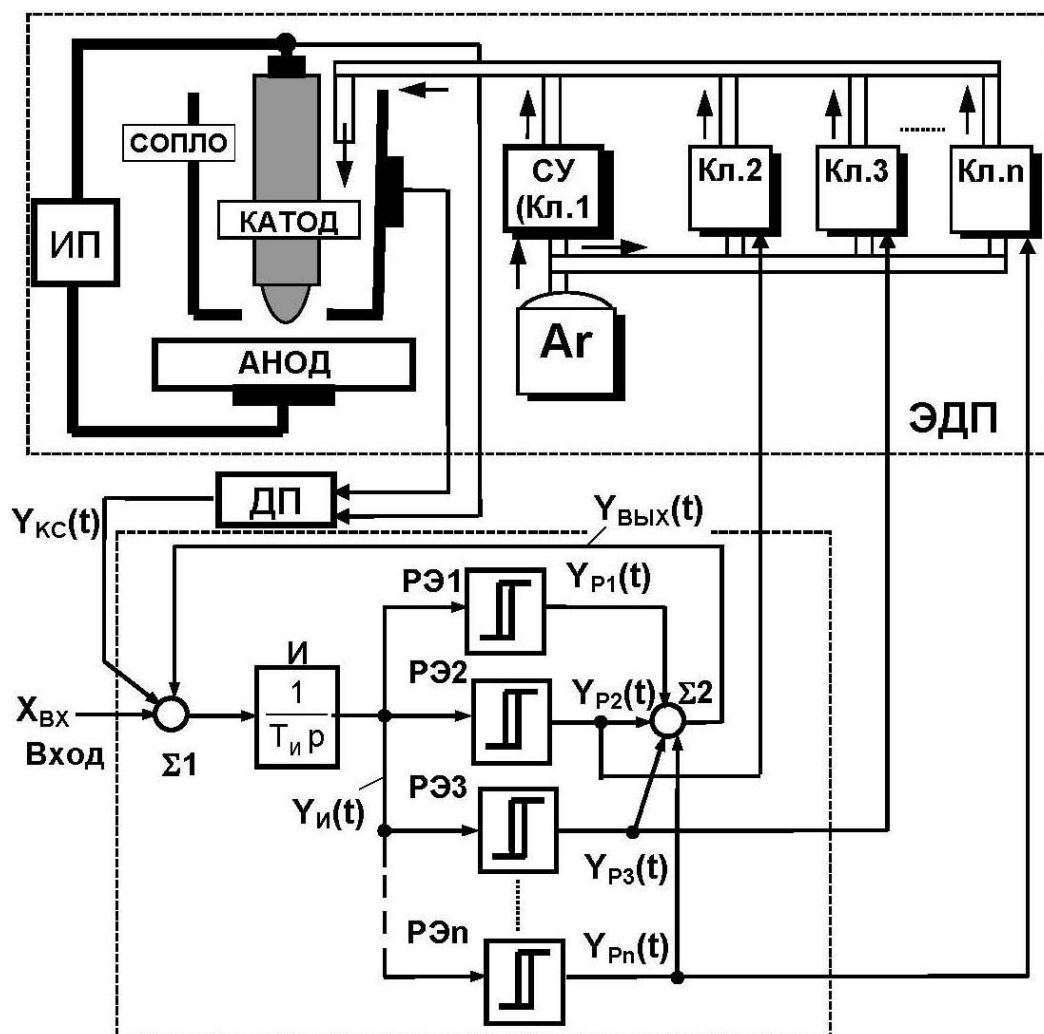 СОПЛО
КАТОД
ИП
АНОД
СУ
(Кл.1
Кл.2
Кл.3
Кл.n
Ar
ЭДП
ДП
YКС(t)
YВЫХ(t)
РЭ1
YР1(t)
И
РЭ2
YР2(t)
Σ2
XВХ
Вход
Σ1
1
TИ p
YИ(t)
РЭ3
YР3(t)
РЭn
YРn(t)